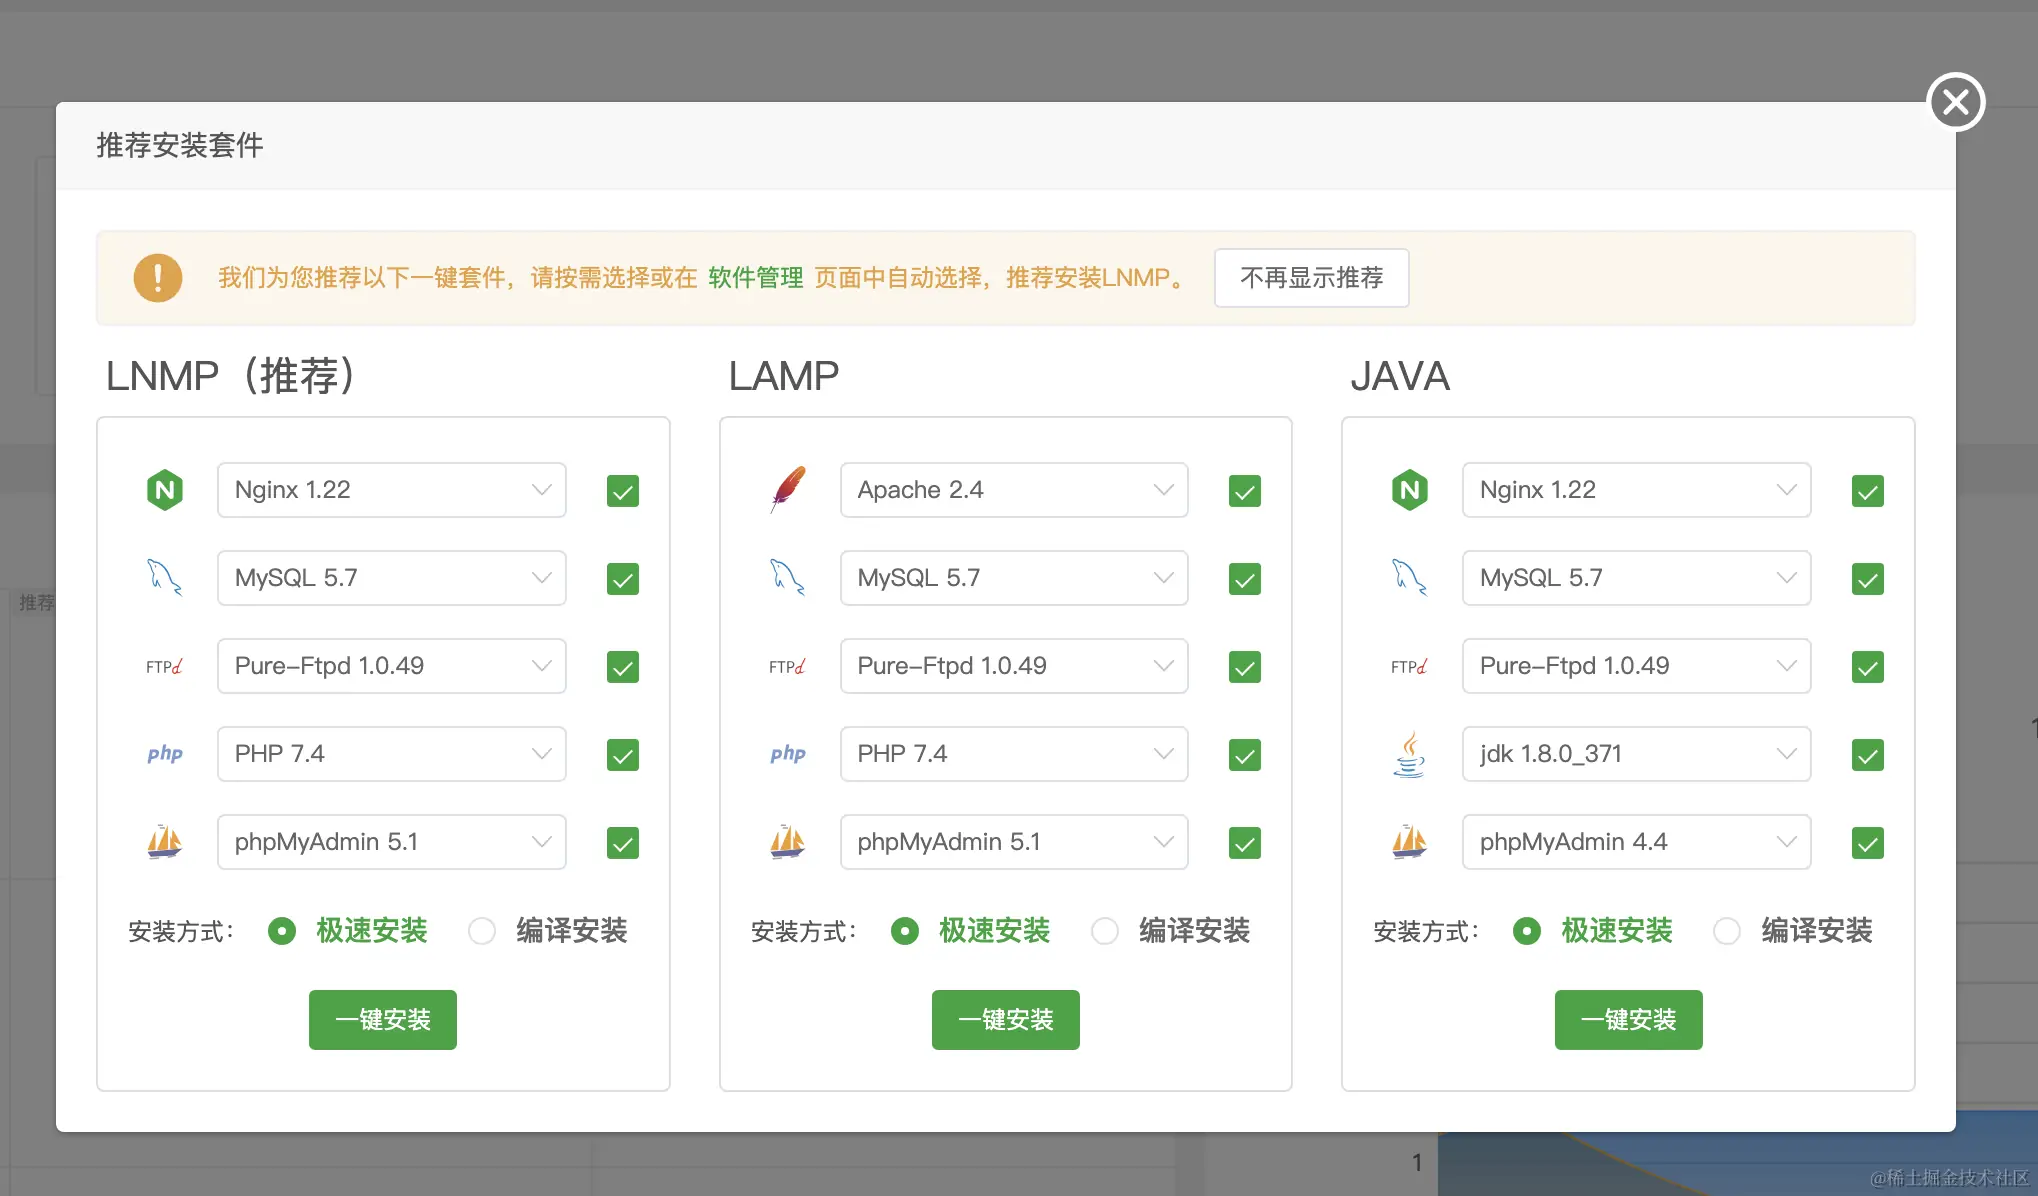 推荐安装套件
我们为您推荐以下一键套件，请按需选择或在 软件管理 页面中自动选择，推荐安装LNMP。 不再显示推荐
LNMP（推荐）
Nginx 1.22
MySQL 5.7
FTPd Pure-Ftpd 1.0.49
php PHP 7.4
phpMyAdmin 5.1
安装方式： 极速安装 编译安装
一键安装
LAMP
Apache 2.4
MySQL 5.7
FTPd Pure-Ftpd 1.0.49
php PHP 7.4
phpMyAdmin 5.1
安装方式： 极速安装 编译安装
一键安装
JAVA
Nginx 1.22
MySQL 5.7
FTPd Pure-Ftpd 1.0.49
jdk 1.8.0_371
phpMyAdmin 4.4
安装方式： 极速安装 编译安装
一键安装
推荐
1
@稀土掘金技术社区